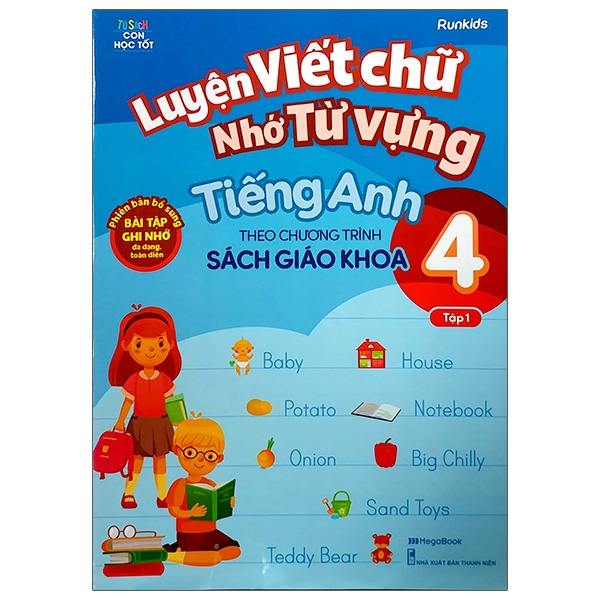 TỦ SÁCH
CON
HỌC TỐT
Runkids
Luyện Viết chữ
Nhớ Từ vựng
Tiếng Anh
THEO CHƯƠNG TRÌNH
SÁCH GIÁO KHOA
4
Tập 1
Phiên bản bổ sung
BÀI TẬP
GHI NHỚ
đa dạng,
toàn diện
Baby
House
Potato
Notebook
Onion
Big Chilly
Sand Toys
Teddy Bear
MegaBook
NHÀ XUẤT BẢN THANH NIÊN